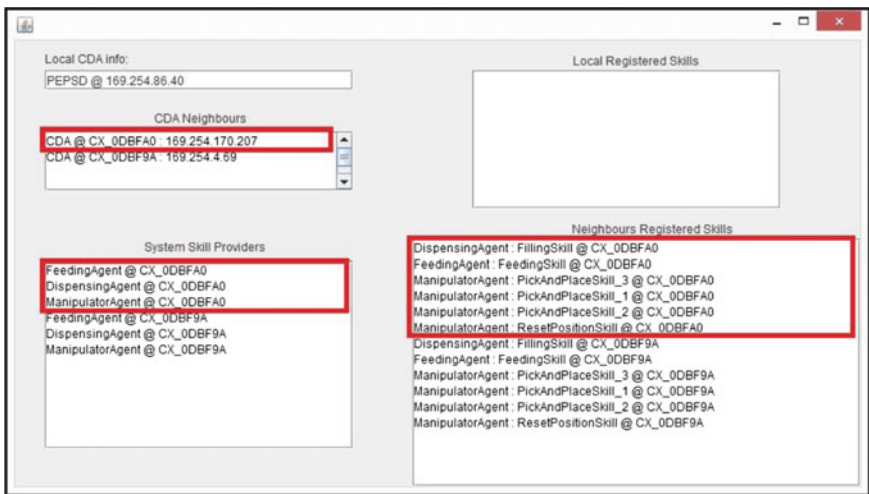 Local CDA info:
PEPSD @ 169.254.86.40
CDA Neighbours
CDA @ CX_0DBFA0 : 169.254.170.207
CDA @ CX_0DBF9A : 169.254.4.69
System Skill Providers
FeedingAgent @ CX_0DBFA0
DispensingAgent @ CX_0DBFA0
ManipulatorAgent @ CX_0DBFA0
FeedingAgent @ CX_0DBF9A
DispensingAgent @ CX_0DBF9A
ManipulatorAgent @ CX_0DBF9A
Local Registered Skills
Neighbours Registered Skills
DispensingAgent : FillingSkill @ CX_0DBFA0
FeedingAgent : FeedingSkill @ CX_0DBFA0
ManipulatorAgent : PickAndPlaceSkill_3 @ CX_0DBFA0
ManipulatorAgent : PickAndPlaceSkill_1 @ CX_0DBFA0
ManipulatorAgent : PickAndPlaceSkill_2 @ CX_0DBFA0
ManipulatorAgent : ResetPositionSkill @ CX_0DBFA0
DispensingAgent : FillingSkill @ CX_0DBF9A
FeedingAgent : FeedingSkill @ CX_0DBF9A
ManipulatorAgent : PickAndPlaceSkill_3 @ CX_0DBF9A
ManipulatorAgent : PickAndPlaceSkill_1 @ CX_0DBF9A
ManipulatorAgent : PickAndPlaceSkill_2 @ CX_0DBF9A
ManipulatorAgent : ResetPositionSkill @ CX_0DBF9A